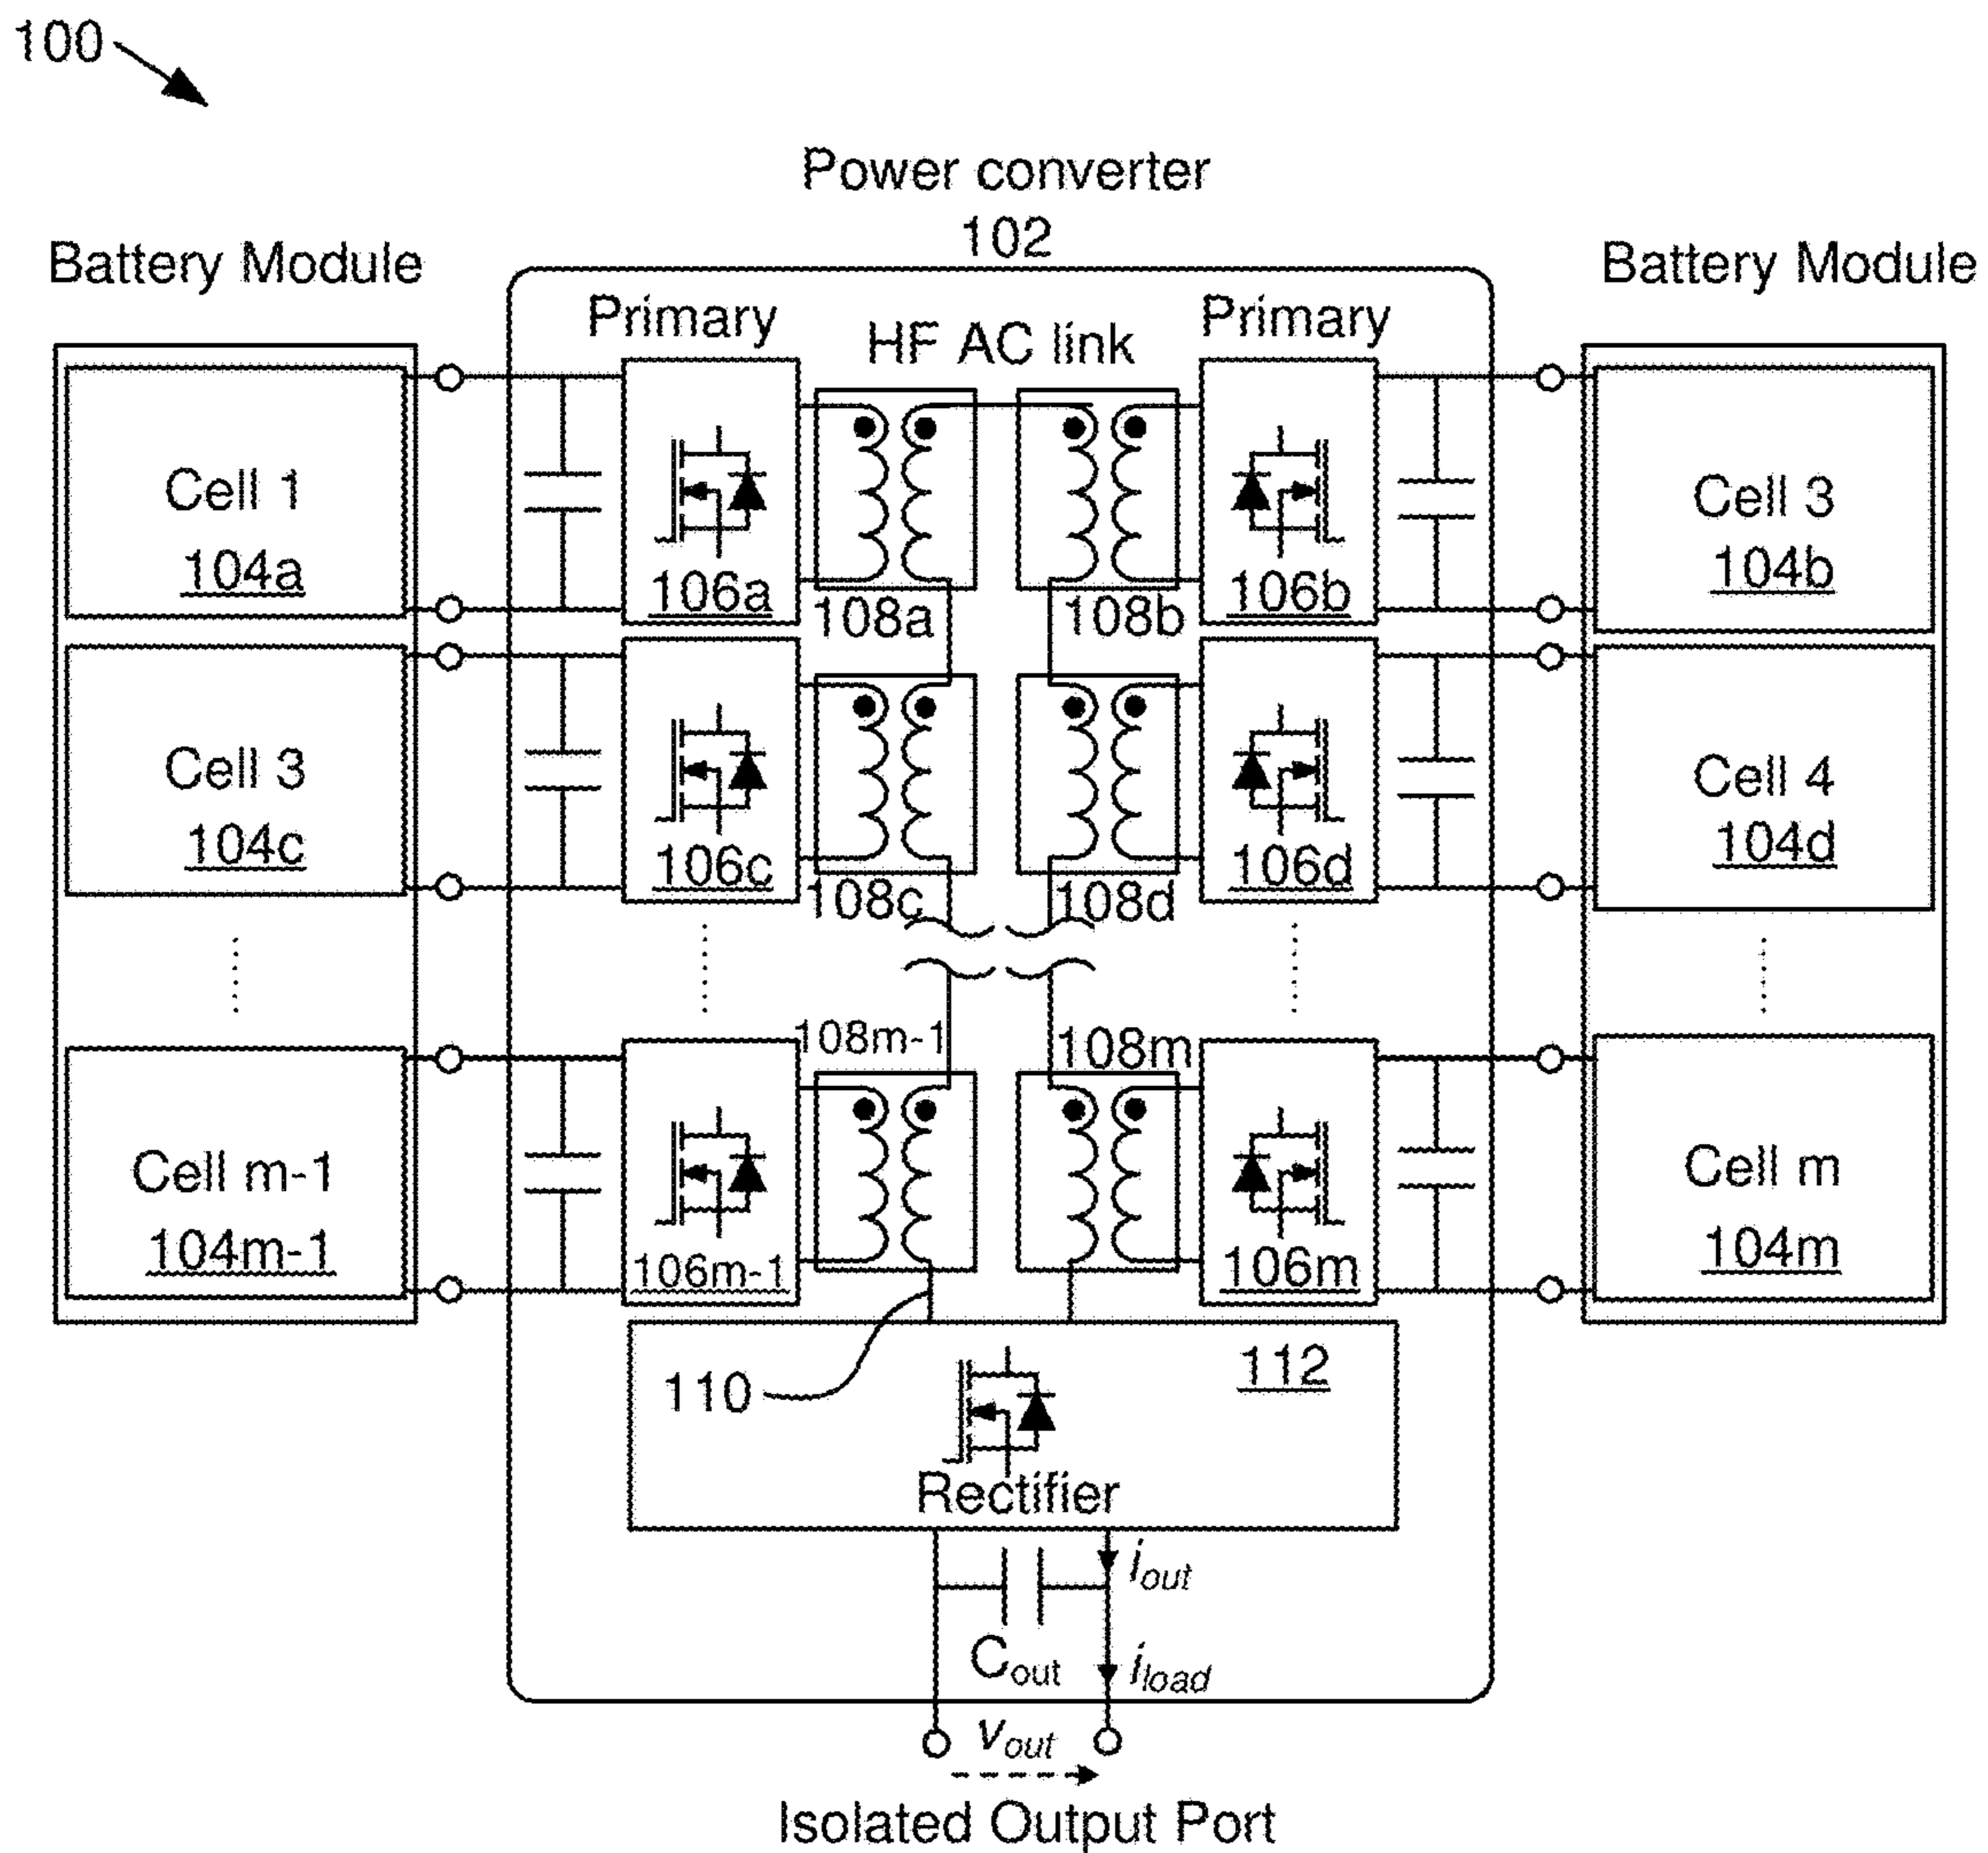 100
Power converter
102
Battery Module
Battery Module
Primary
HF AC link
Primary
Cell 1
104a
106a
108a
108b
106b
Cell 3
104b
Cell 3
104c
106c
108c
108d
106d
Cell 4
104d
Cell m-1
104m-1
106m-1
108m-1
108m
106m
Cell m
104m
110
112
Rectifier
iout
Cout
iload
vout
Isolated Output Port